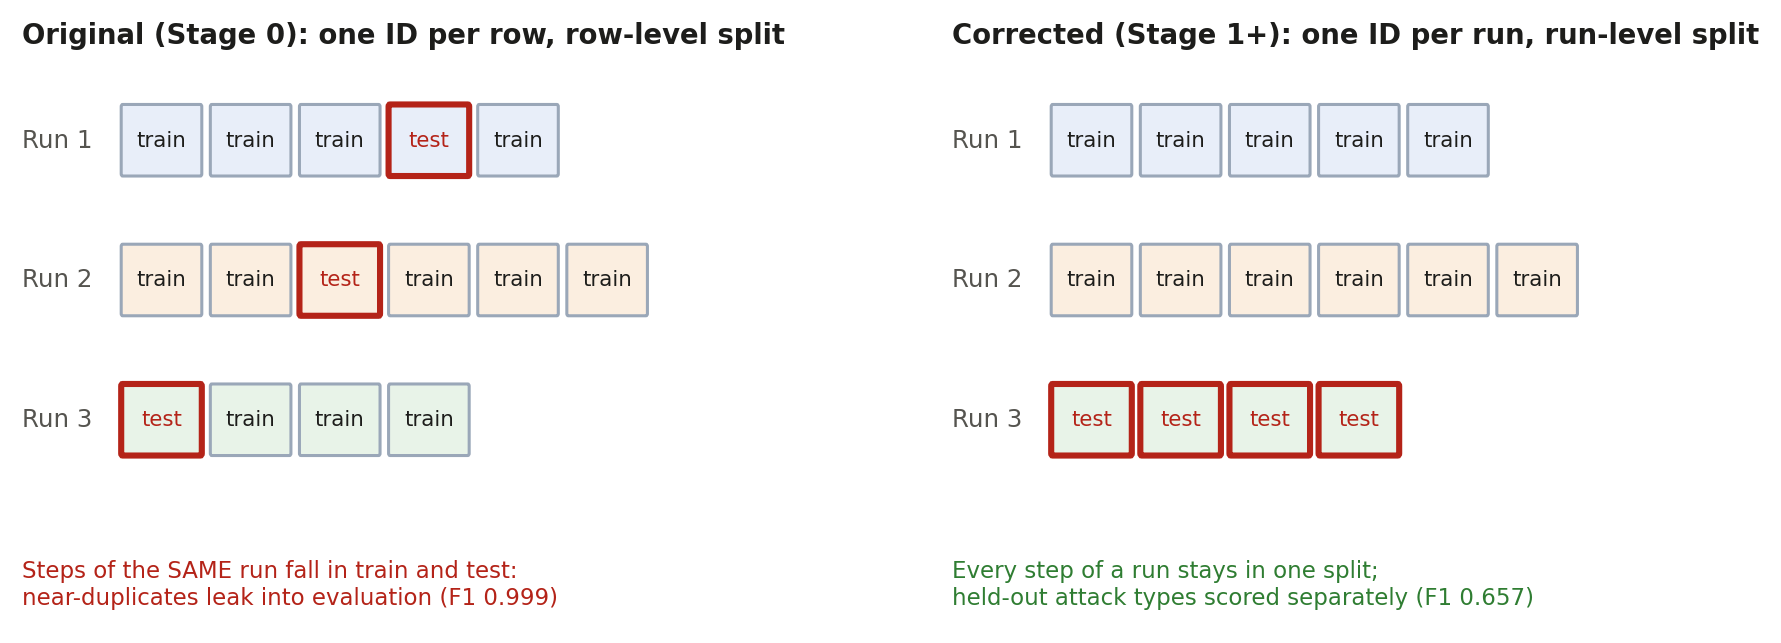 Original (Stage 0): one ID per row, row-level split
Run 1 train train train test train
Run 2 train train test train train train
Run 3 test train train train
Steps of the SAME run fall in train and test:
near-duplicates leak into evaluation (F1 0.999)
Corrected (Stage 1+): one ID per run, run-level split
Run 1 train train train train train
Run 2 train train train train train train
Run 3 test test test test
Every step of a run stays in one split;
held-out attack types scored separately (F1 0.657)